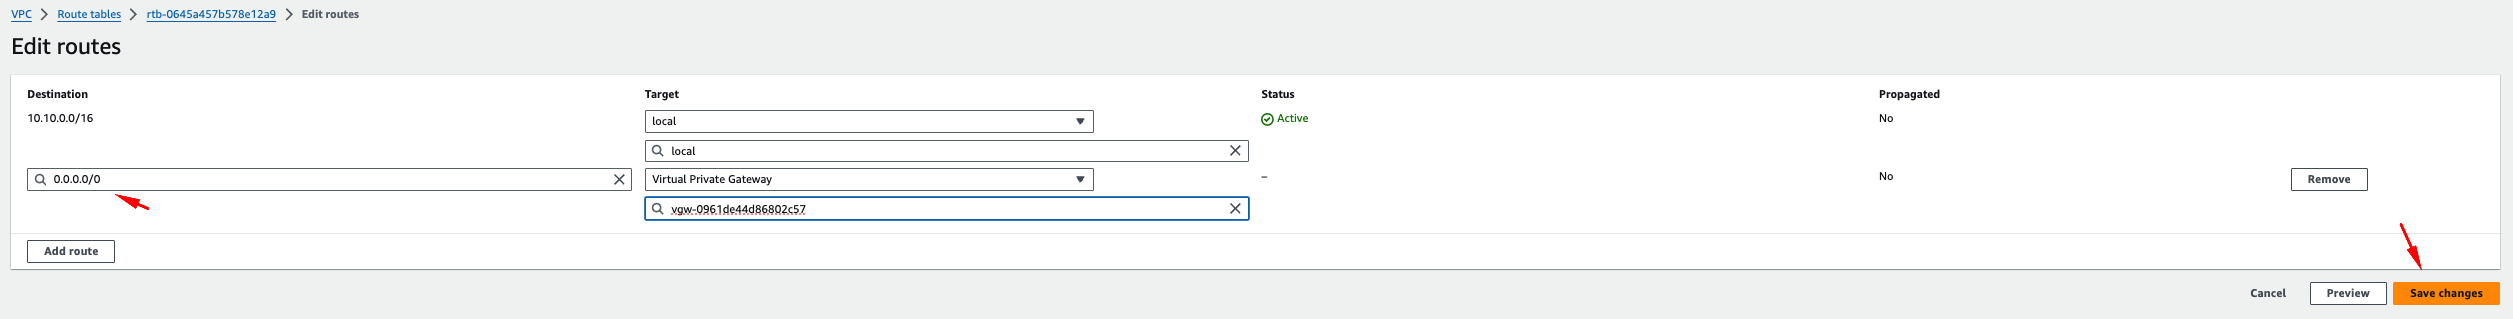 VPC > Route tables > rtb-0645a457b578e12a9 > Edit routes
Edit routes
Destination Target Status Propagated
10.10.0.0/16 local Active No
local
0.0.0.0/0 Virtual Private Gateway – No Remove
vgw-0961de44d86802c57
Add route
Cancel Preview Save changes